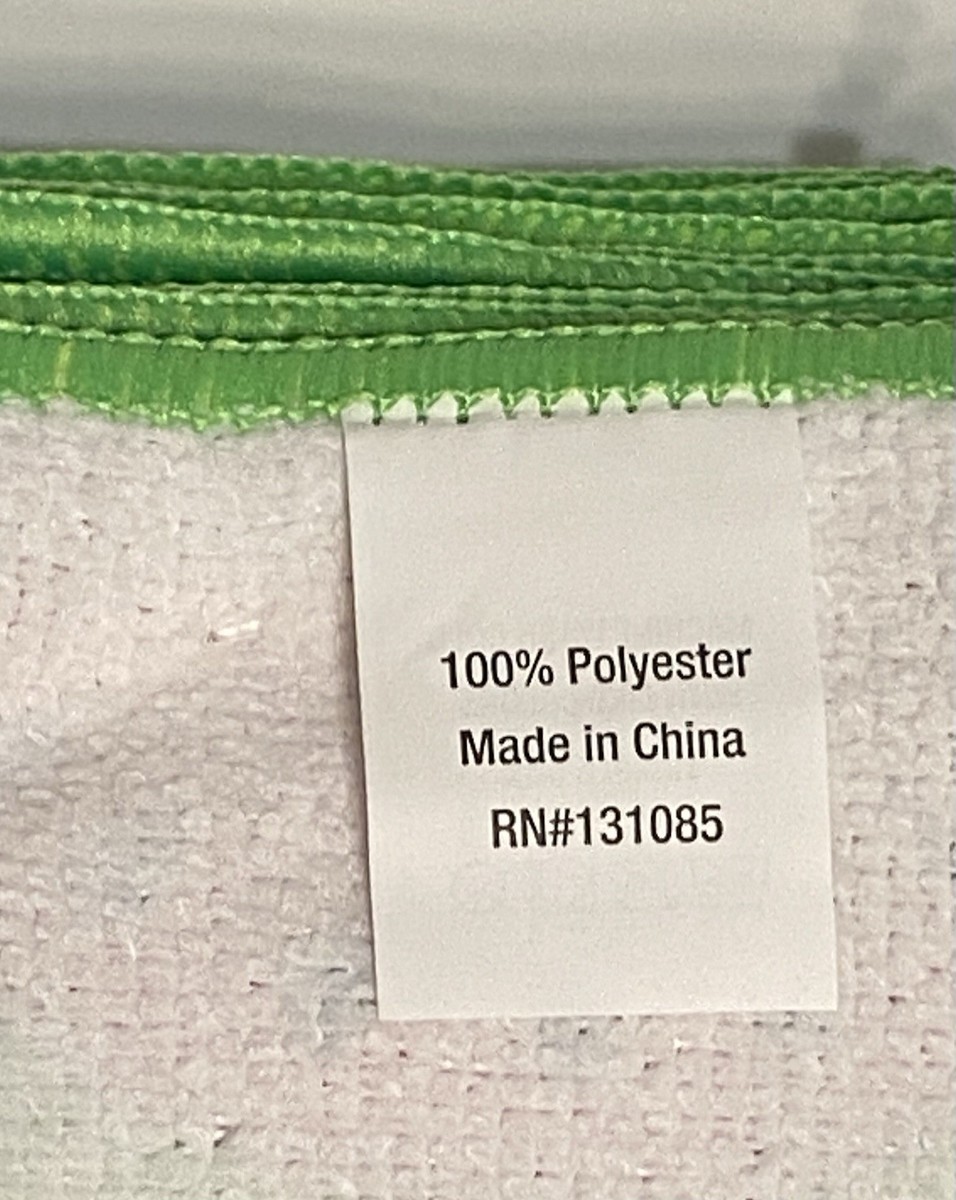 100% Polyester
Made in China
RN#131085